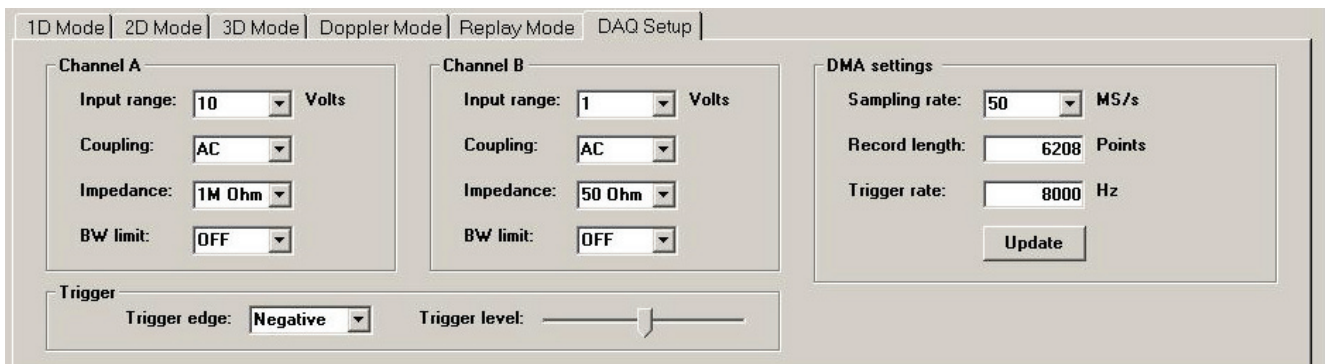 1D Mode 2D Mode 3D Mode Doppler Mode Replay Mode DAQ Setup
Channel A
Input range: 10 Volts
Coupling: AC
Impedance: 1M Ohm
BW limit: OFF
Channel B
Input range: 1 Volts
Coupling: AC
Impedance: 50 Ohm
BW limit: OFF
DMA settings
Sampling rate: 50 MS/s
Record length: 6208 Points
Trigger rate: 8000 Hz
Update
Trigger
Trigger edge: Negative Trigger level: